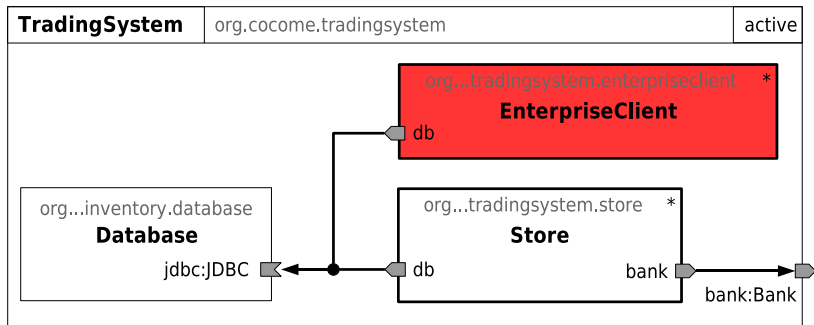 TradingSystem org.cocome.tradingsystem active
org...tradingsystem.enterpriseclient *
EnterpriseClient
db
org...inventory.database
Database
jdbc:JDBC
org...tradingsystem.store *
Store
db
bank
bank:Bank